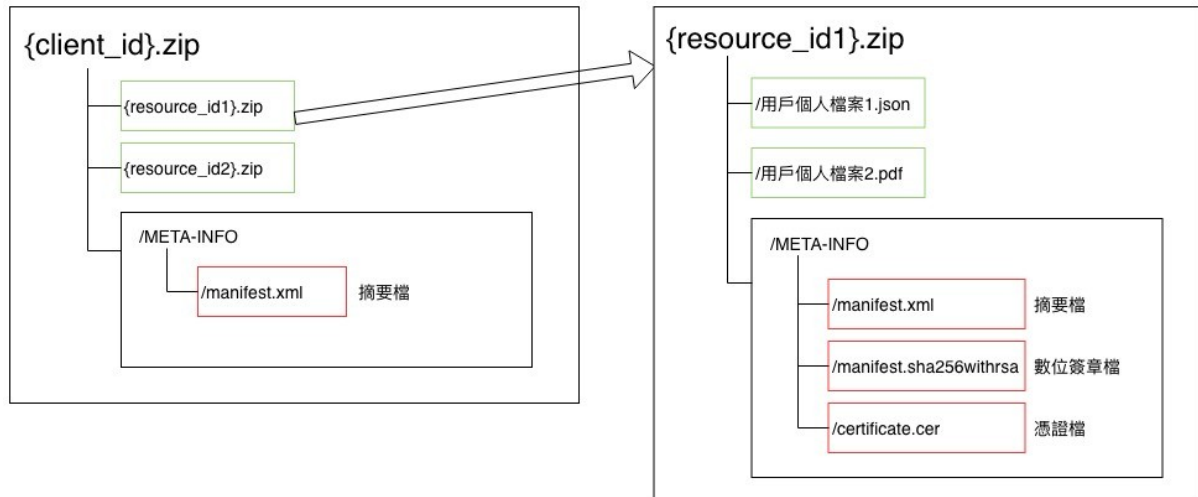 {client_id}.zip
{resource_id1}.zip
{resource_id2}.zip
/META-INFO
/manifest.xml 摘要檔
{resource_id1}.zip
/用戶個人檔案1.json
/用戶個人檔案2.pdf
/META-INFO
/manifest.xml 摘要檔
/manifest.sha256withrsa 數位簽章檔
/certificate.cer 憑證檔